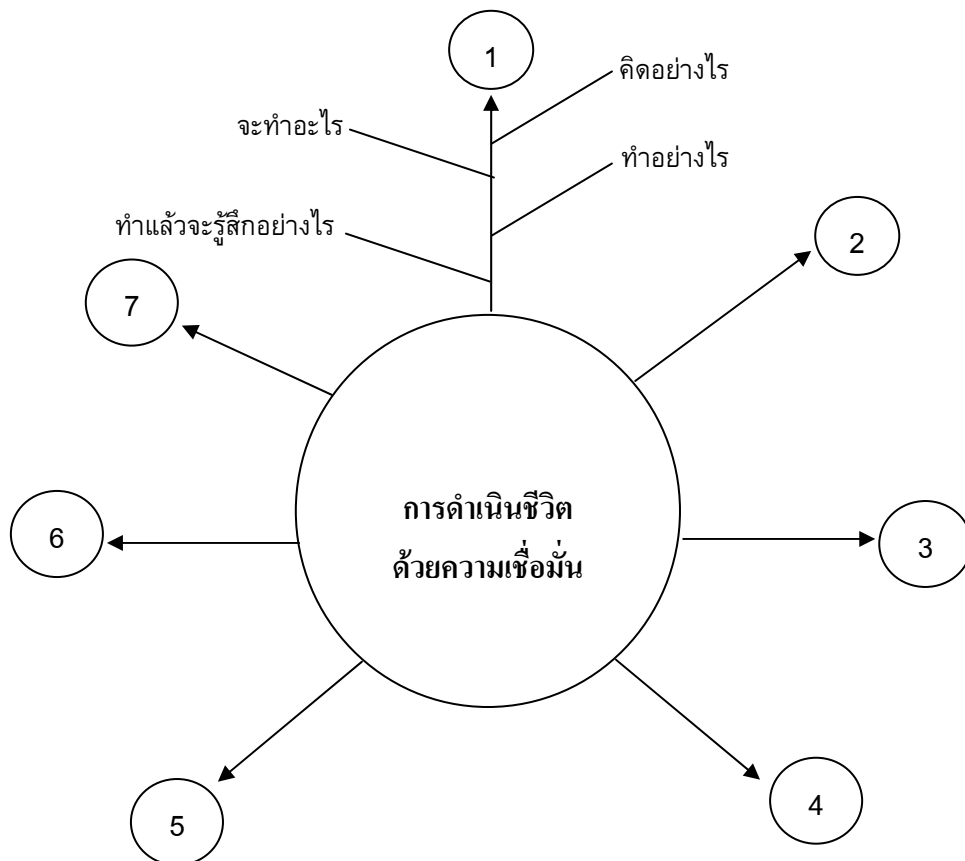 1
คิดอย่างไร
จะทำอะไร
ทำอย่างไร
ทำแล้วจะรู้สึกอย่างไร
2
7
การดำเนินชีวิต
ด้วยความเชื่อมั่น
6
3
5
4